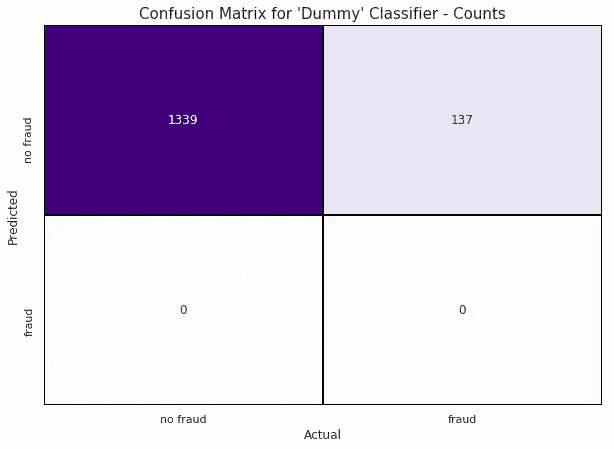 Confusion Matrix for 'Dummy' Classifier - Counts
Predicted
no fraud
1339
137
fraud
0
0
no fraud
fraud
Actual